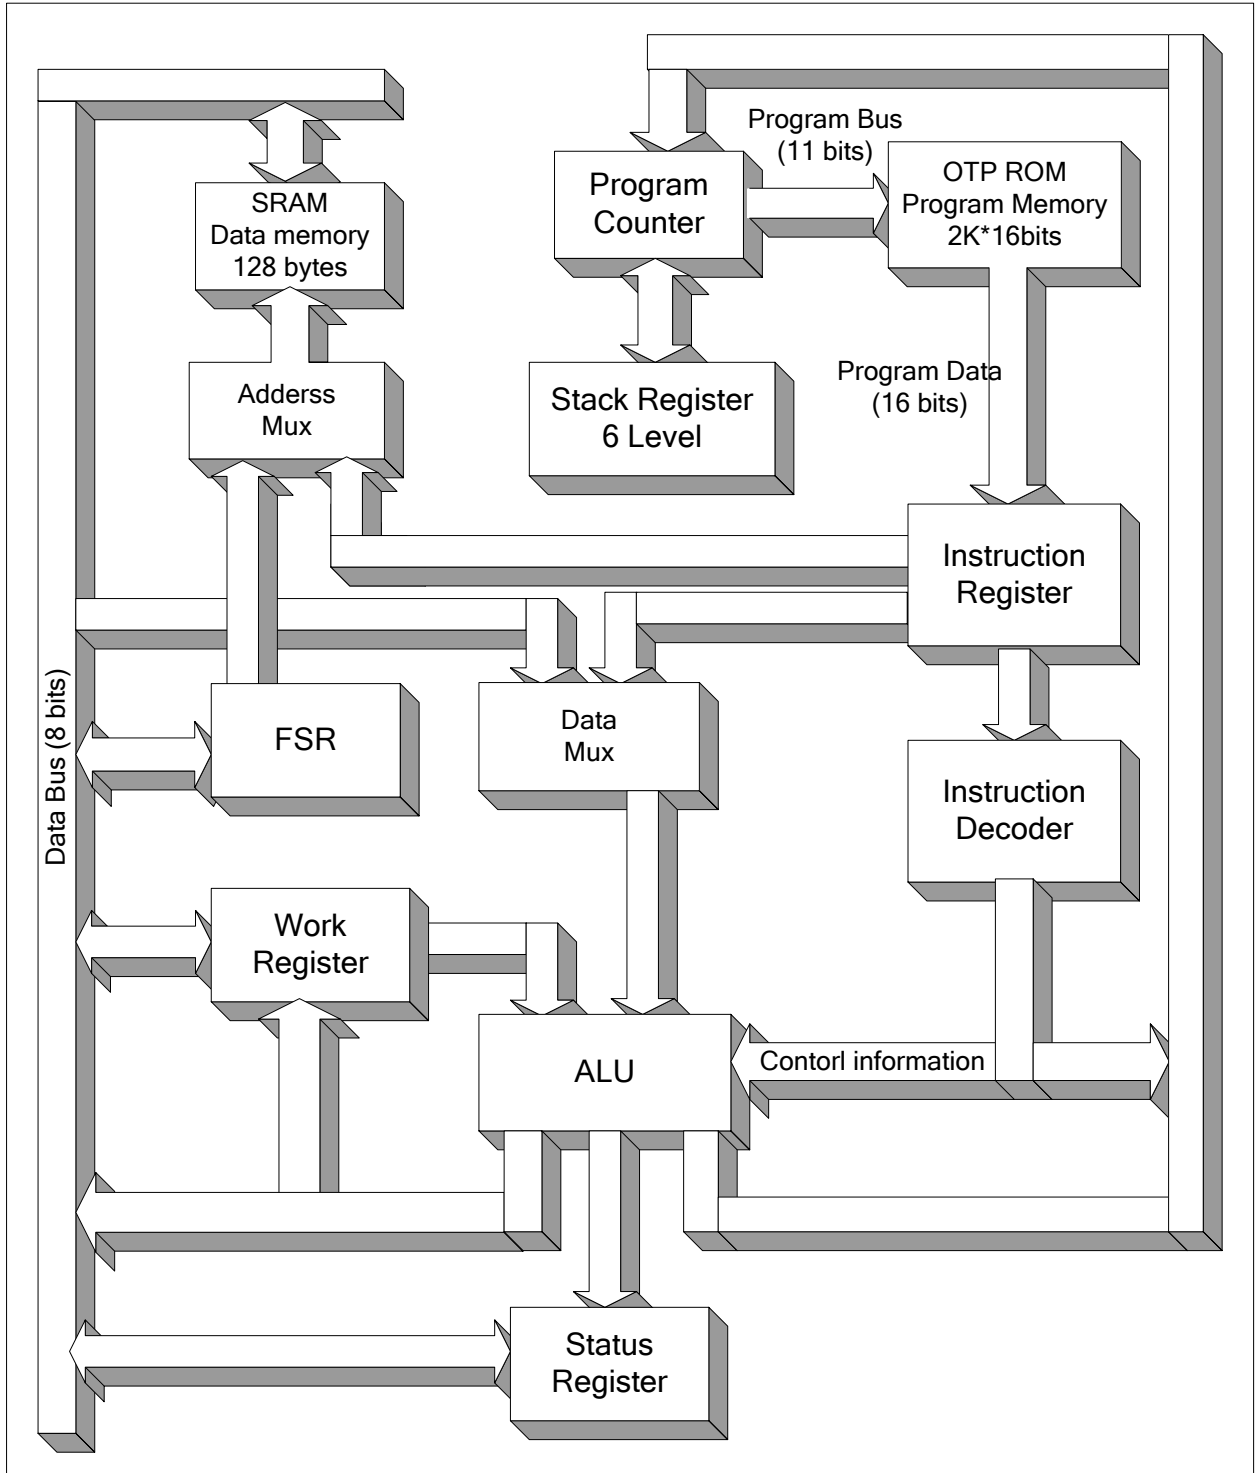 Program Bus
(11 bits)
SRAM
Data memory
128 bytes
Program
Counter
OTP ROM
Program Memory
2K*16bits
Adderss
Mux
Stack Register
6 Level
Program Data
(16 bits)
Instruction
Register
Data Bus (8 bits)
FSR
Data
Mux
Instruction
Decoder
Work
Register
ALU
Contorl information
Status
Register